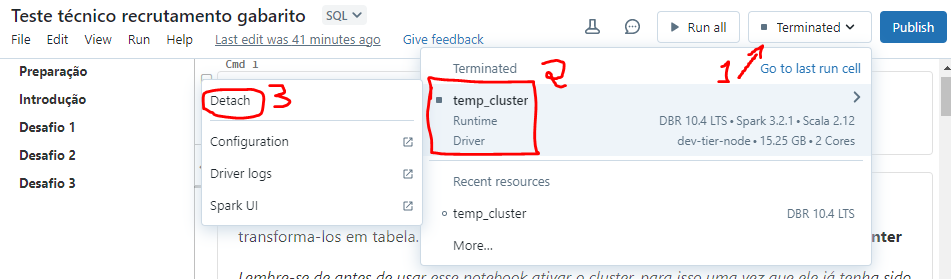 Teste técnico recrutamento gabarito SQL
File Edit View Run Help Last edit was 41 minutes ago Give feedback
Run all Terminated Publish
1
Preparação
Introdução
Desafio 1
Desafio 2
Desafio 3
Cmd 1
Detach 3
Configuration
Driver logs
Spark UI
Terminated 2 Go to last run cell
temp_cluster
Runtime DBR 10.4 LTS • Spark 3.2.1 • Scala 2.12
Driver dev-tier-node • 15.25 GB • 2 Cores
Recent resources
temp_cluster DBR 10.4 LTS
More...
transforma-los em tabela.
nter
Lembre-se de antes de usar esse notebook ativar o cluster, para isso uma vez que ele já tenha sido